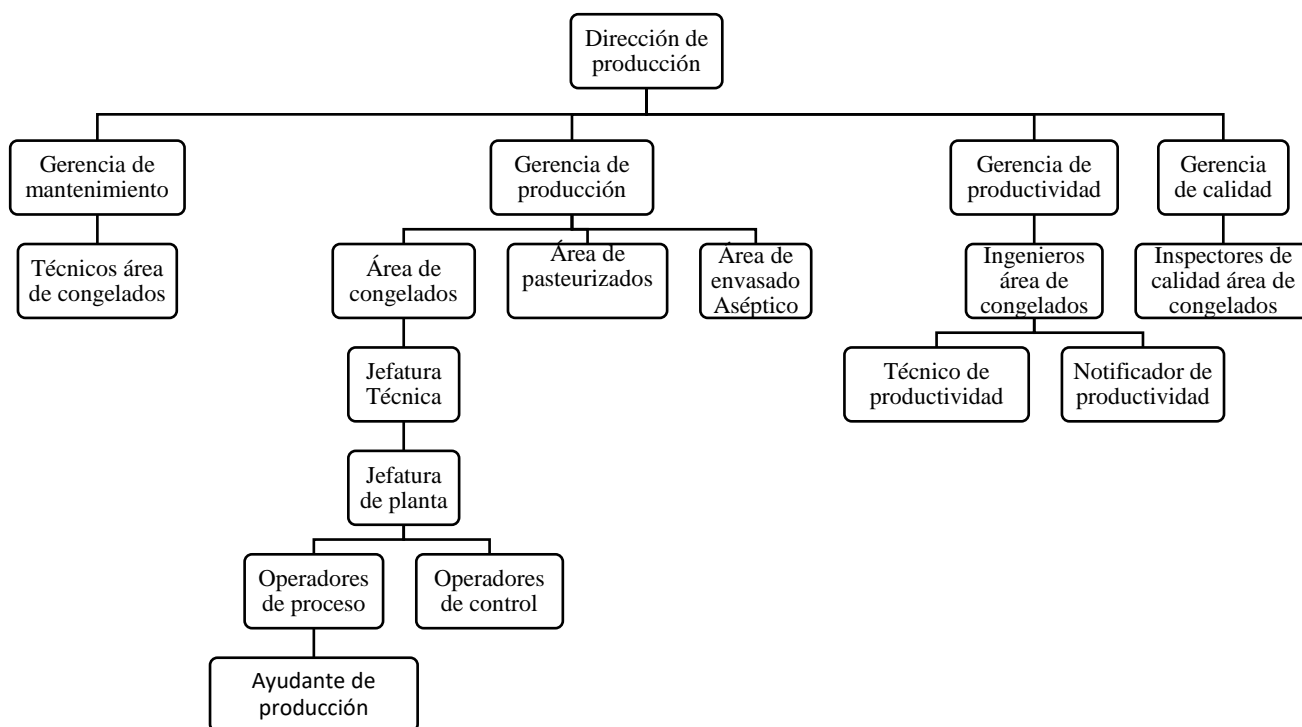 Dirección de
producción
Gerencia de
mantenimiento
Gerencia de
producción
Gerencia de
productividad
Gerencia
de calidad
Técnicos área
de congelados
Área de
congelados
Área de
pasteurizados
Área de
envasado
Aséptico
Ingenieros
área de
congelados
Inspectores de
calidad área de
congelados
Jefatura
Técnica
Técnico de
productividad
Notificador de
productividad
Jefatura
de planta
Operadores
de proceso
Operadores
de control
Ayudante de
producción